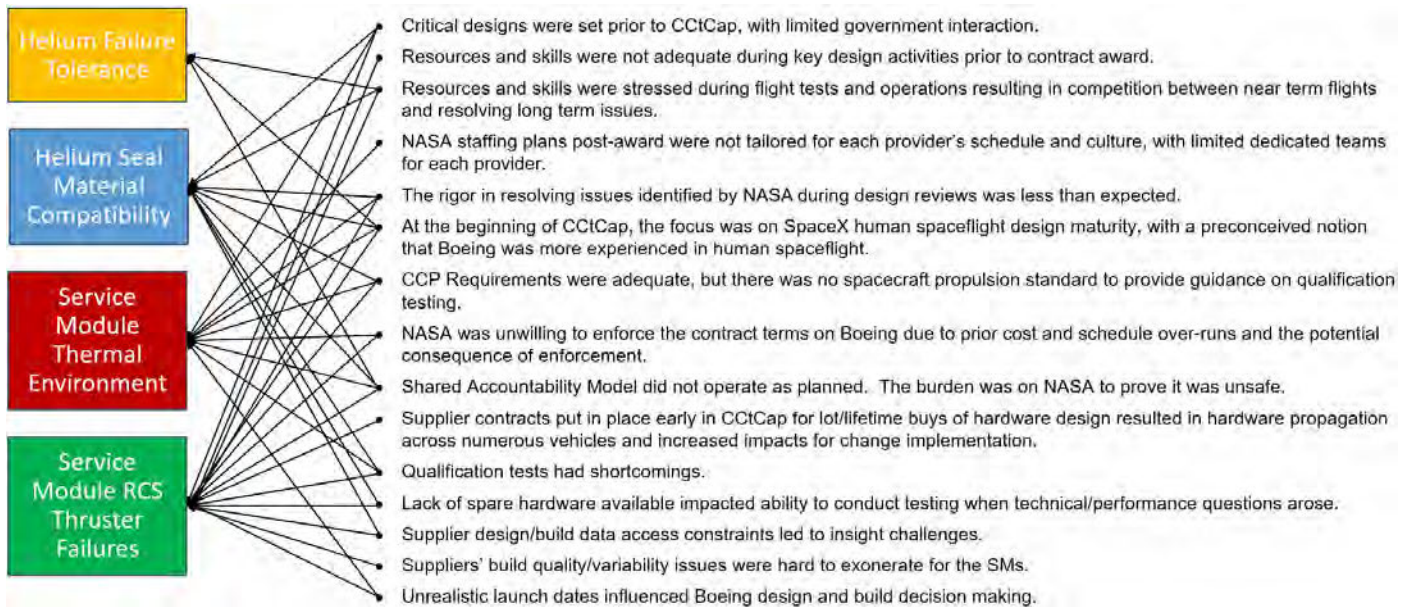 Helium Failure
Tolerance
Helium Seal
Material
Compatibility
Service
Module
Thermal
Environment
Service
Module RCS
Thruster
Failures
Critical designs were set prior to CCtCap, with limited government interaction.
Resources and skills were not adequate during key design activities prior to contract award.
Resources and skills were stressed during flight tests and operations resulting in competition between near term flights
and resolving long term issues.
NASA staffing plans post-award were not tailored for each provider's schedule and culture, with limited dedicated teams
for each provider.
The rigor in resolving issues identified by NASA during design reviews was less than expected.
At the beginning of CCtCap, the focus was on SpaceX human spaceflight design maturity, with a preconceived notion
that Boeing was more experienced in human spaceflight.
CCP Requirements were adequate, but there was no spacecraft propulsion standard to provide guidance on qualification
testing.
NASA was unwilling to enforce the contract terms on Boeing due to prior cost and schedule over-runs and the potential
consequence of enforcement.
Shared Accountability Model did not operate as planned.  The burden was on NASA to prove it was unsafe.
Supplier contracts put in place early in CCtCap for lot/lifetime buys of hardware design resulted in hardware propagation
across numerous vehicles and increased impacts for change implementation.
Qualification tests had shortcomings.
Lack of spare hardware available impacted ability to conduct testing when technical/performance questions arose.
Supplier design/build data access constraints led to insight challenges.
Suppliers' build quality/variability issues were hard to exonerate for the SMs.
Unrealistic launch dates influenced Boeing design and build decision making.